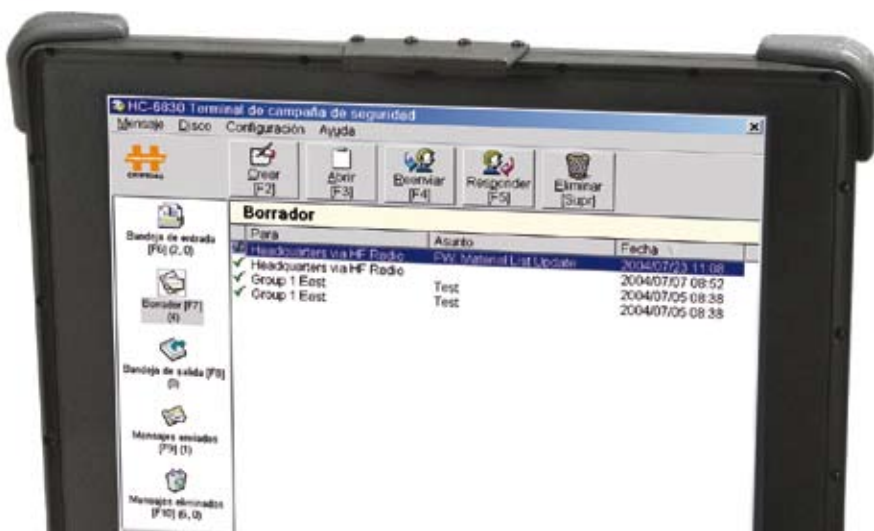 HC-6830 Terminal de campaña de seguridad
Mensaje Disco Configuración Ayuda
Crear [F2]
Abrir [F3]
Reenviar [F4]
Responder [F5]
Eliminar [Supr]
Borrador
Para Asunto Fecha
Headquarters via HF Radio FW. Material List Update 2004/07/23 11:08
Headquarters via HF Radio 2004/07/07 08:52
Group 1 East Test 2004/07/05 08:38
Group 1 East Test 2004/07/05 08:38
Bandeja de entrada
[F6] (2, 0)
Borrador [F7]
(4)
Bandeja de salida [F8]
(0)
Mensajes enviados
[F9] (1)
Mensajes eliminados
[F10] (6, 0)